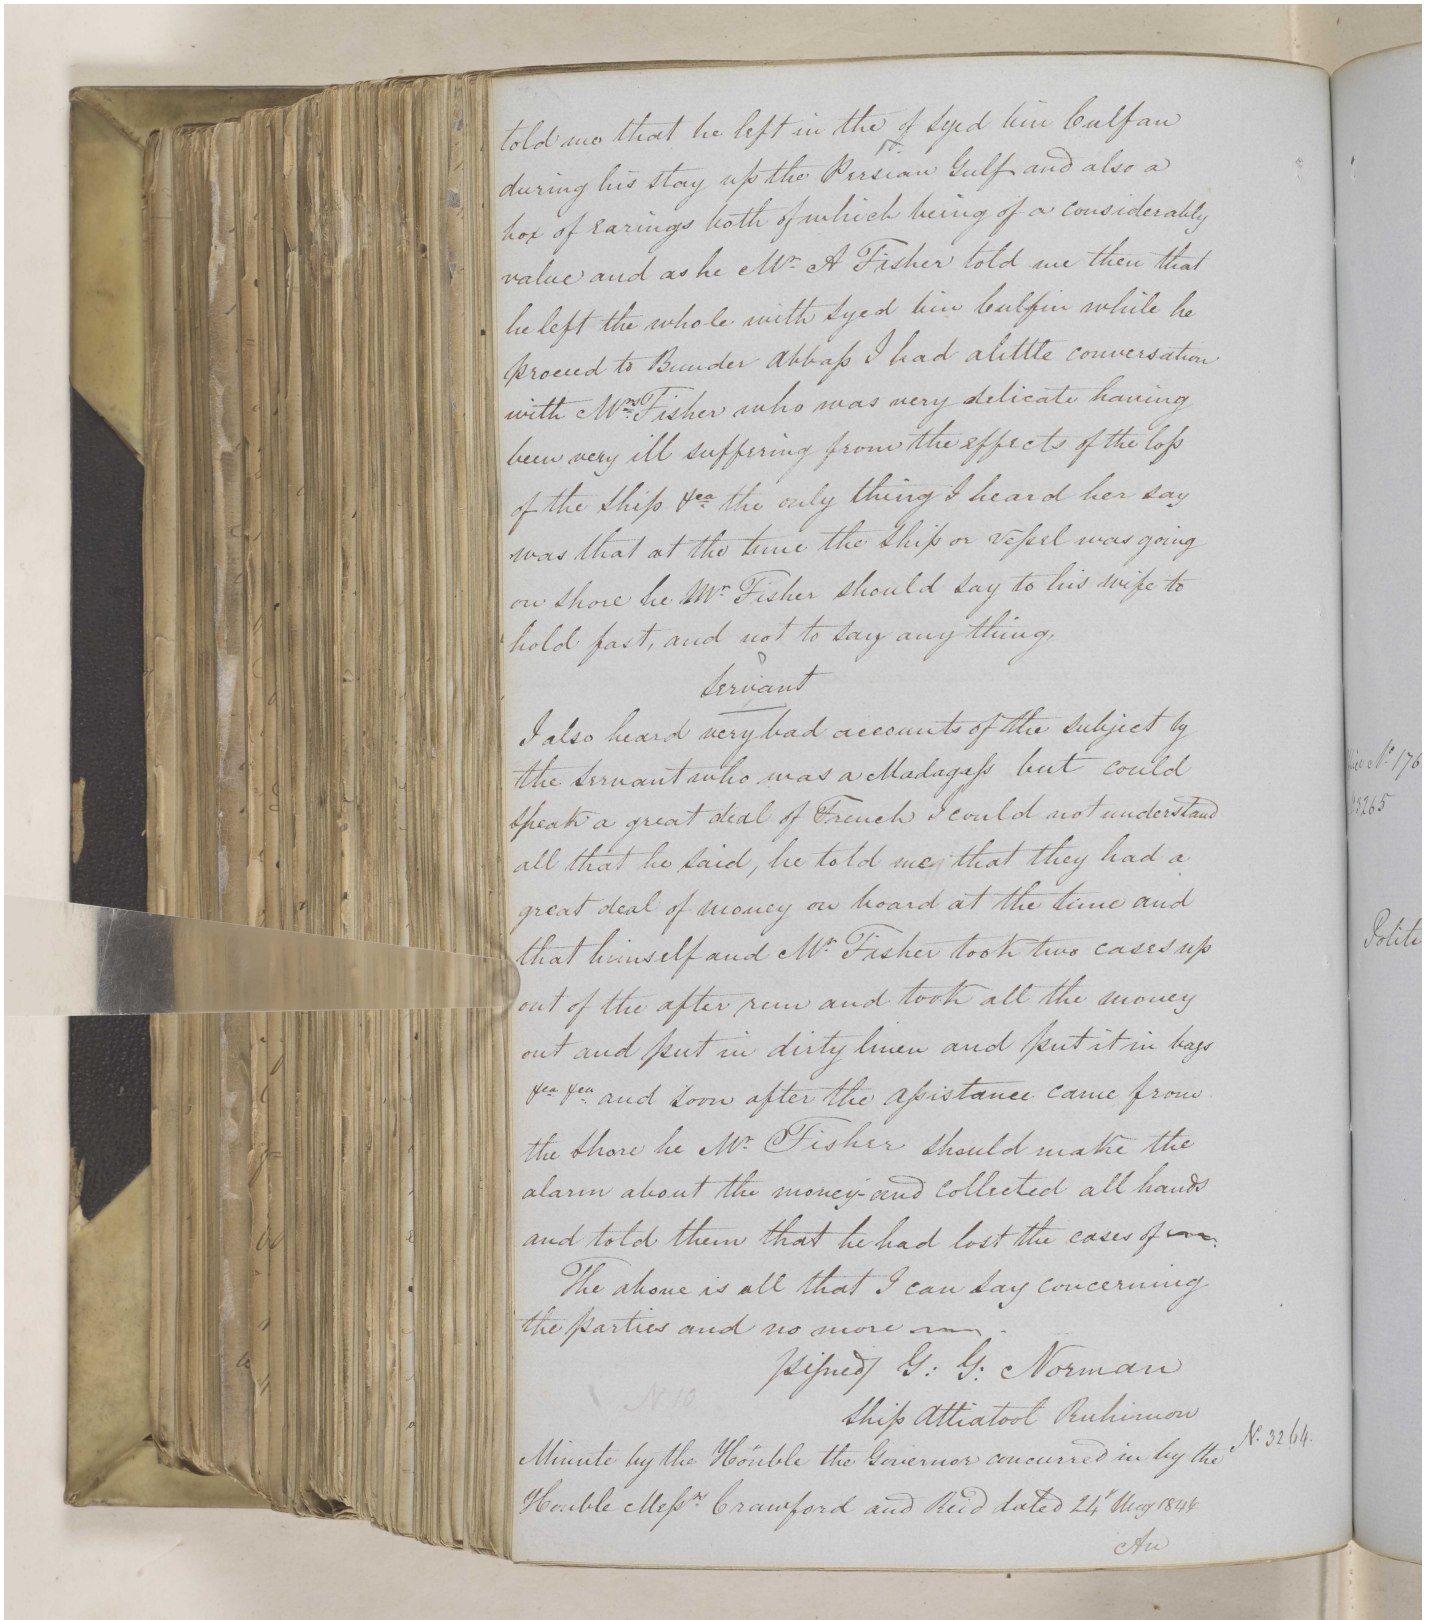 told me that he left in the of Syed bin Culfan
during his stay up the Persian Gulf and also a
box of Earings both of which being of a considerably
value and as he Mr A Fisher told me then that
he left the whole with Syed bin Culfin while he
proceed to Bunder Abbass I had alittle conversation
with Mrs Fisher who was very delicate having
been very ill suffering from the effects of the loss
of the Ship &ca the only thing I heard her say
was that at the time the Ship or Vessel was going
on shore he Mr Fisher should say to his wife to
hold fast, and not to say any thing,
Servant
I also heard very bad accounts of the subject by
the Servant who was a Madagass but could
Speak a great deal of French I could not understand
all that he said, he told me, that they had a
great deal of money on board at the time and
that himself and Mr Fisher took two cases up
out of the after run and took all the money
out and put in dirty linen and put it in bags
&ca &ca and soon after the assistance came from
the shore he Mr Fisher should make the
alarm about the money and collected all hands
and told them that he had lost the cases of
The above is all that I can say concerning
the parties and no more
signed/ G: G: Norman
Ship Attiatool Ruhimon
No 3264.
Minute by the Honble the Governor concurred in by the
Honble Messrs Crawford and Reid dated 24 May 184
An
No 176
3265
Polit
N 10